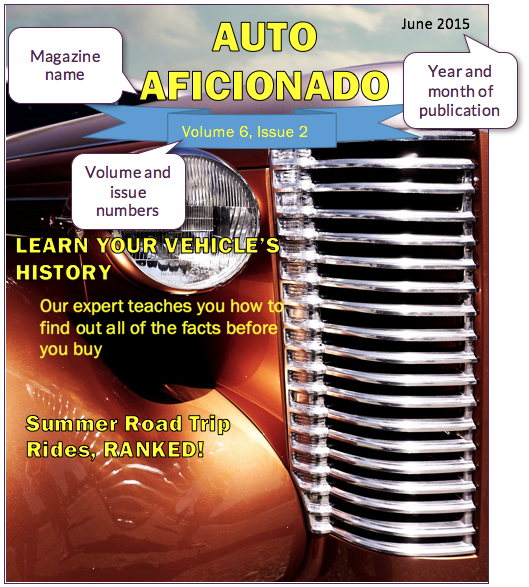 June 2015
AUTO
AFICIONADO
Magazine
name
Year and
month of
publication
Volume 6, Issue 2
Volume and
issue
numbers
LEARN YOUR VEHICLE'S
HISTORY
Our expert teaches you how to
find out all of the facts before
you buy
Summer Road Trip
Rides, RANKED!